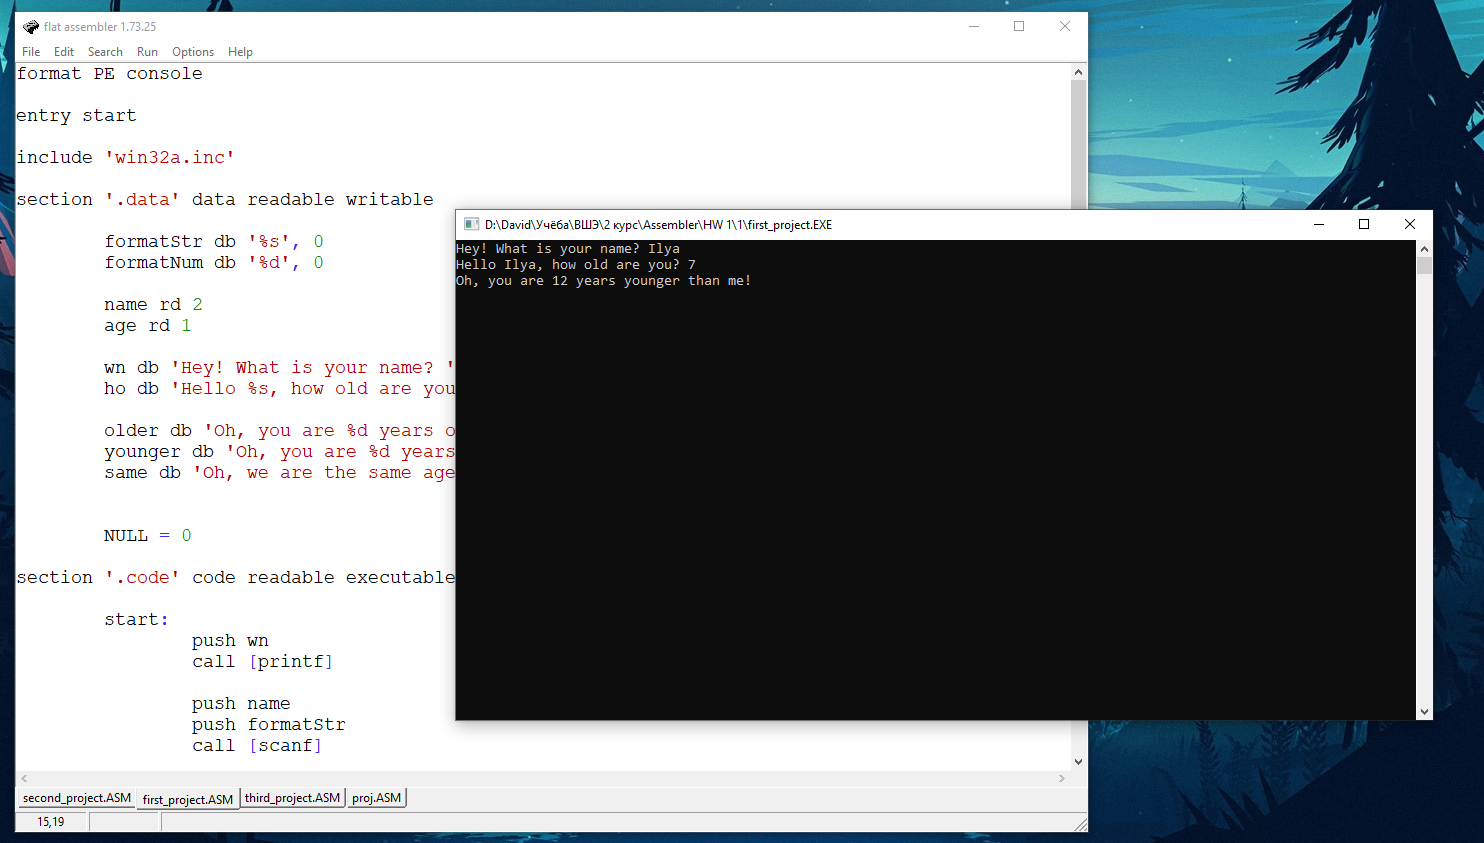 flat assembler 1.73.25
File Edit Search Run Options Help
format PE console
entry start
include 'win32a.inc'
section '.data' data readable writable
formatStr db '%s', 0
formatNum db '%d', 0
name rd 2
age rd 1
wn db 'Hey! What is your name? '
ho db 'Hello %s, how old are you
older db 'Oh, you are %d years o
younger db 'Oh, you are %d years
same db 'Oh, we are the same age
NULL = 0
section '.code' code readable executable
start:
push wn
call [printf]
push name
push formatStr
call [scanf]
second_project.ASM first_project.ASM third_project.ASM proj.ASM
15,19
D:\David\Учёба\ВШЭ\2 курс\Assembler\HW 1\1\first_project.EXE
Hey! What is your name? Ilya
Hello Ilya, how old are you? 7
Oh, you are 12 years younger than me!